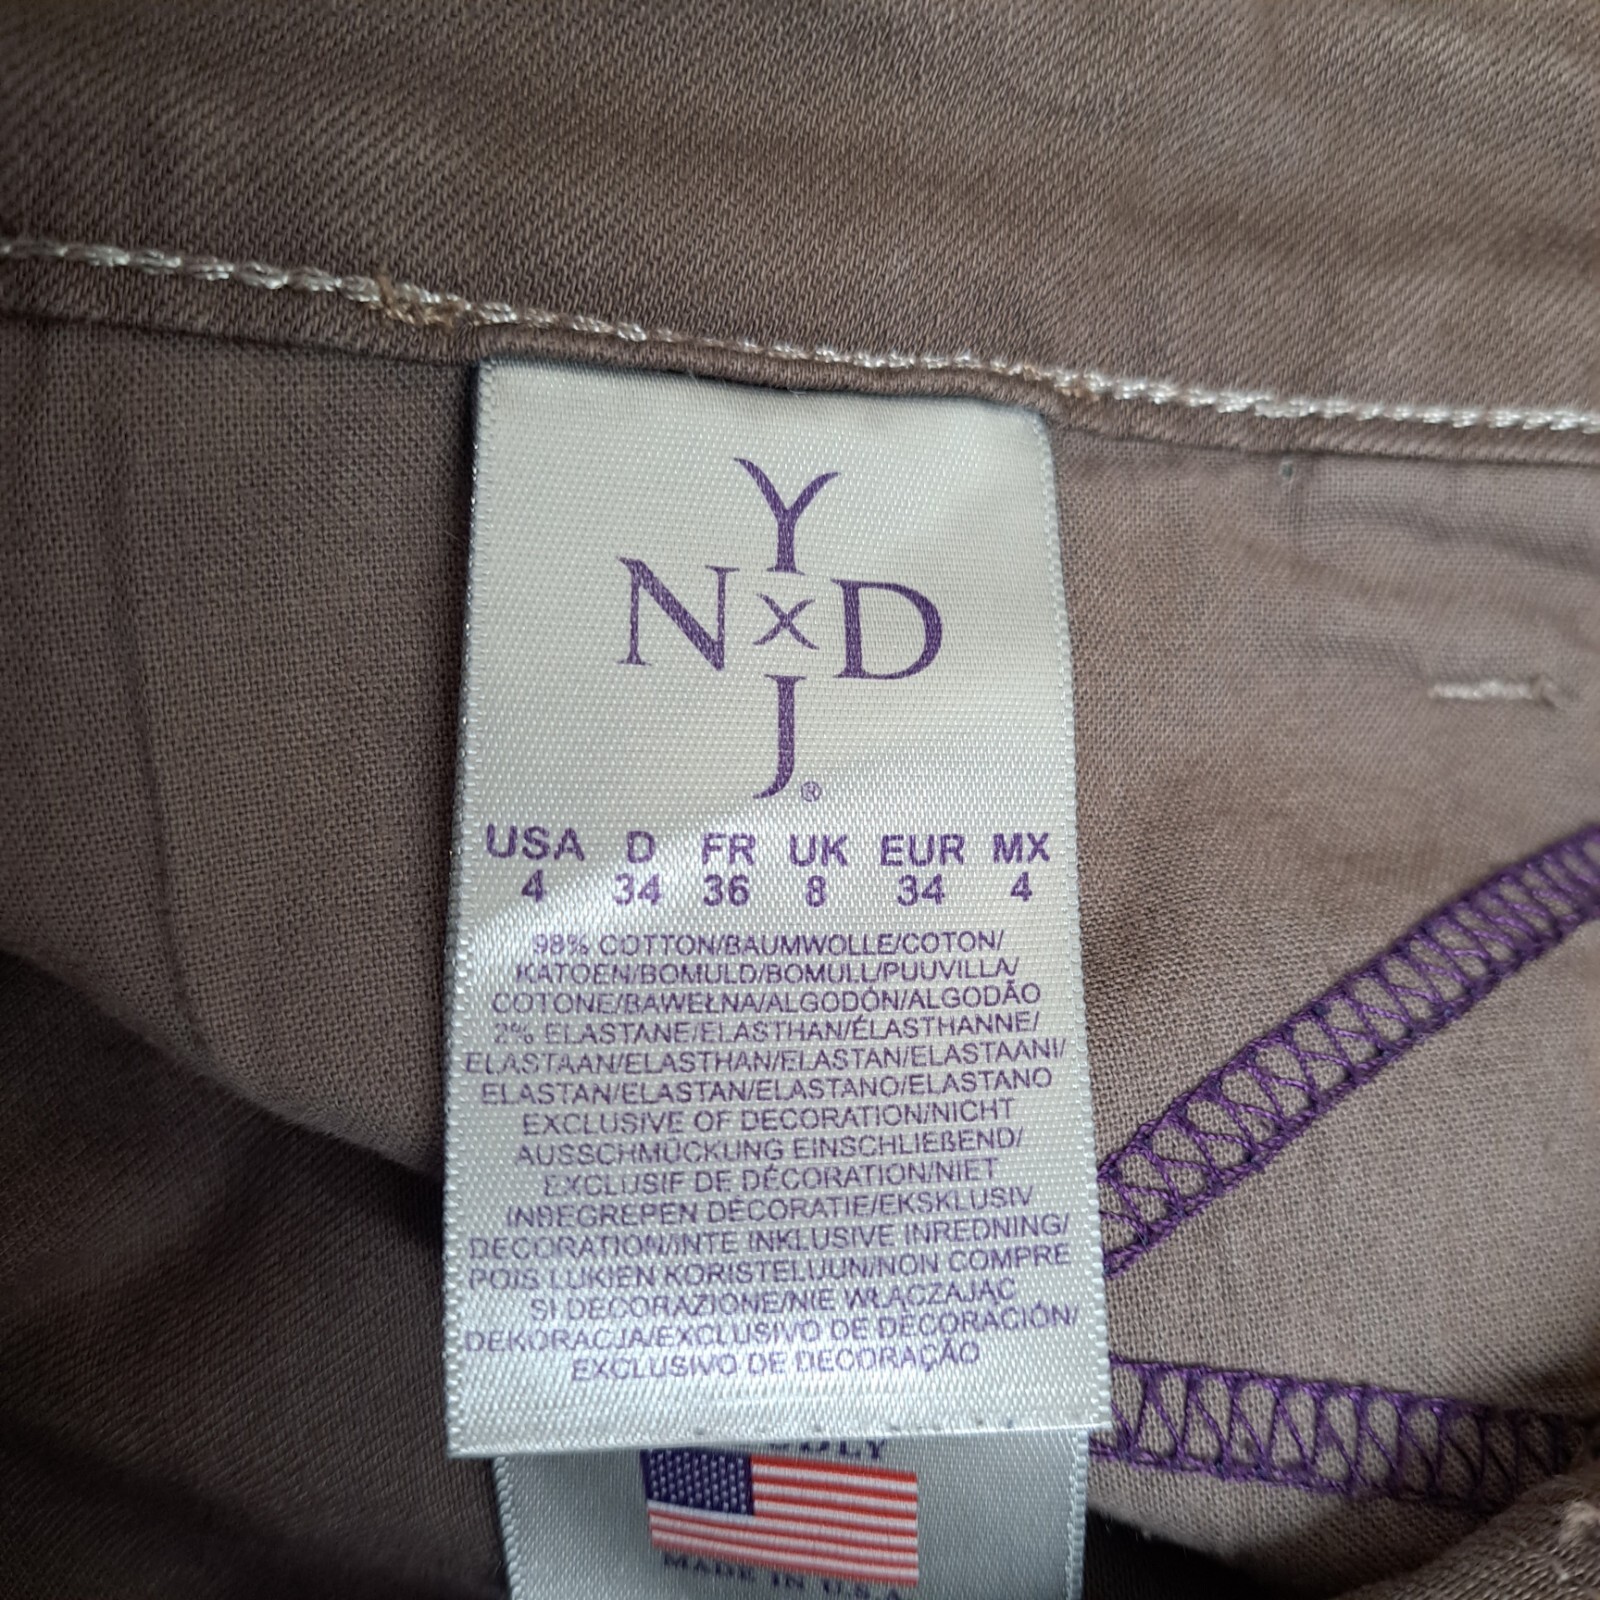 Y
N X D
J®
USA D FR UK EUR MX
4 34 36 8 34 4
98% COTTON/BAUMWOLLE/COTON/
KATOEN/BOMULD/BOMULL/PUUVILLA/
COTONE/BAWEŁNA/ALGODÓN/ALGODÃO
2% ELASTANE/ELASTHAN/ÉLASTHANNE/
ELASTAAN/ELASTHAN/ELASTAN/ELASTAANI/
ELASTAN/ELASTAN/ELASTANO/ELASTANO
EXCLUSIVE OF DECORATION/NICHT
AUSSCHMÜCKUNG EINSCHLIEßEND/
EXCLUSIF DE DÉCORATION/NIET
INBEGREPEN DECORATIE/EKSKLUSIV
DECORATION/INTE INKLUSIVE INREDNING/
POIS LUKIEN KORISTELUUN/NON COMPRE
SI DECORAZIONE/NIE WŁĄCZAJĄC
DEKORACJA/EXCLUSIVO DE DECORACIÓN/
EXCLUSIVO DE DECORAÇÃO
MADE IN U.S.A